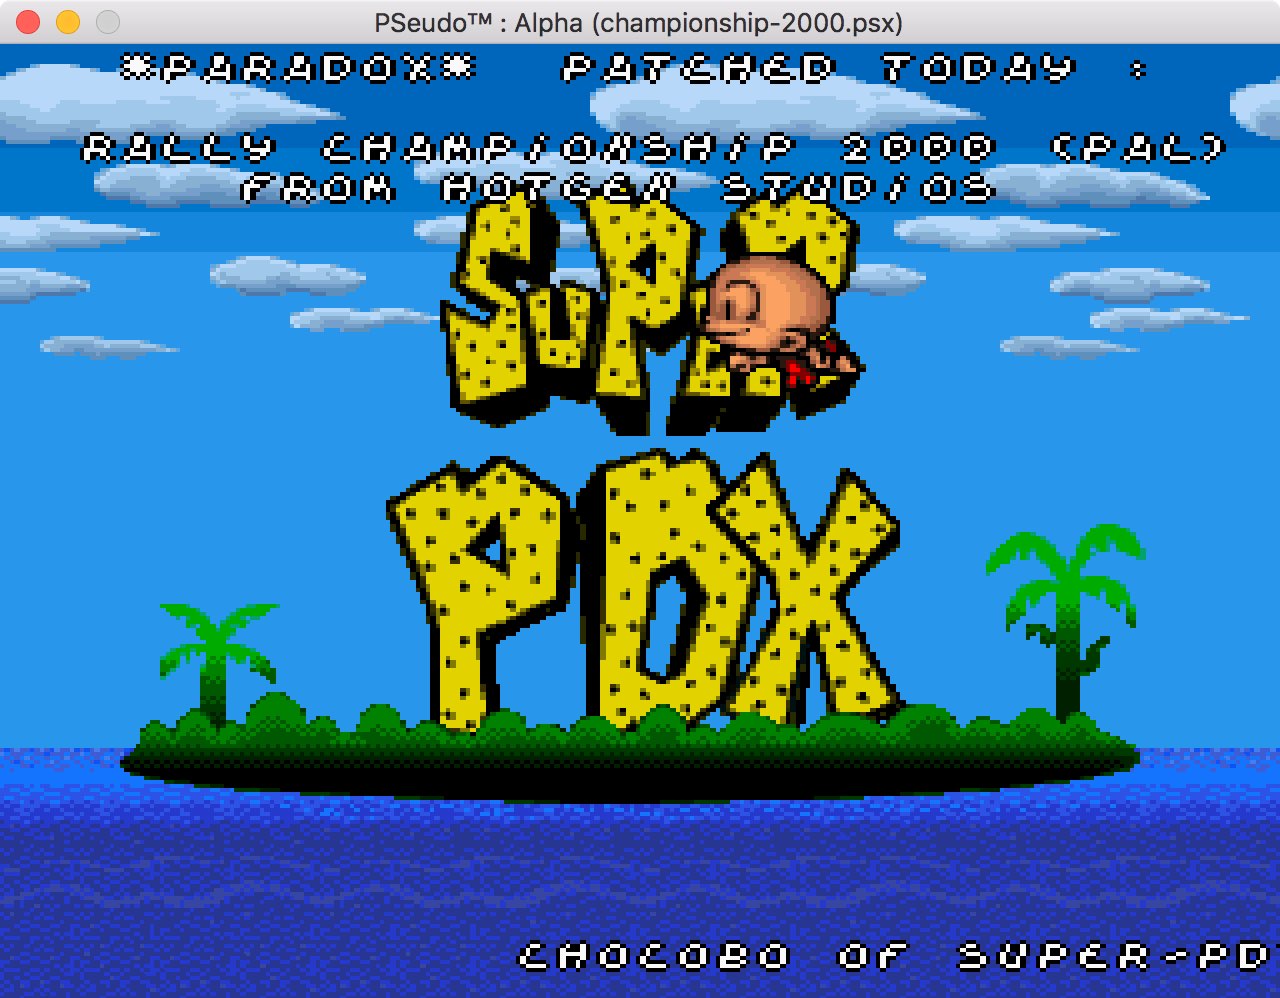 PSeudo™ : Alpha (championship-2000.psx)
*PARADOX* PATCHED TODAY :
RALLY CHAMPIONSHIP 2000 (PAL)
FROM HOTGEN STUDIOS
SUPER
PDX
CHOCOBO OF SUPER-PD